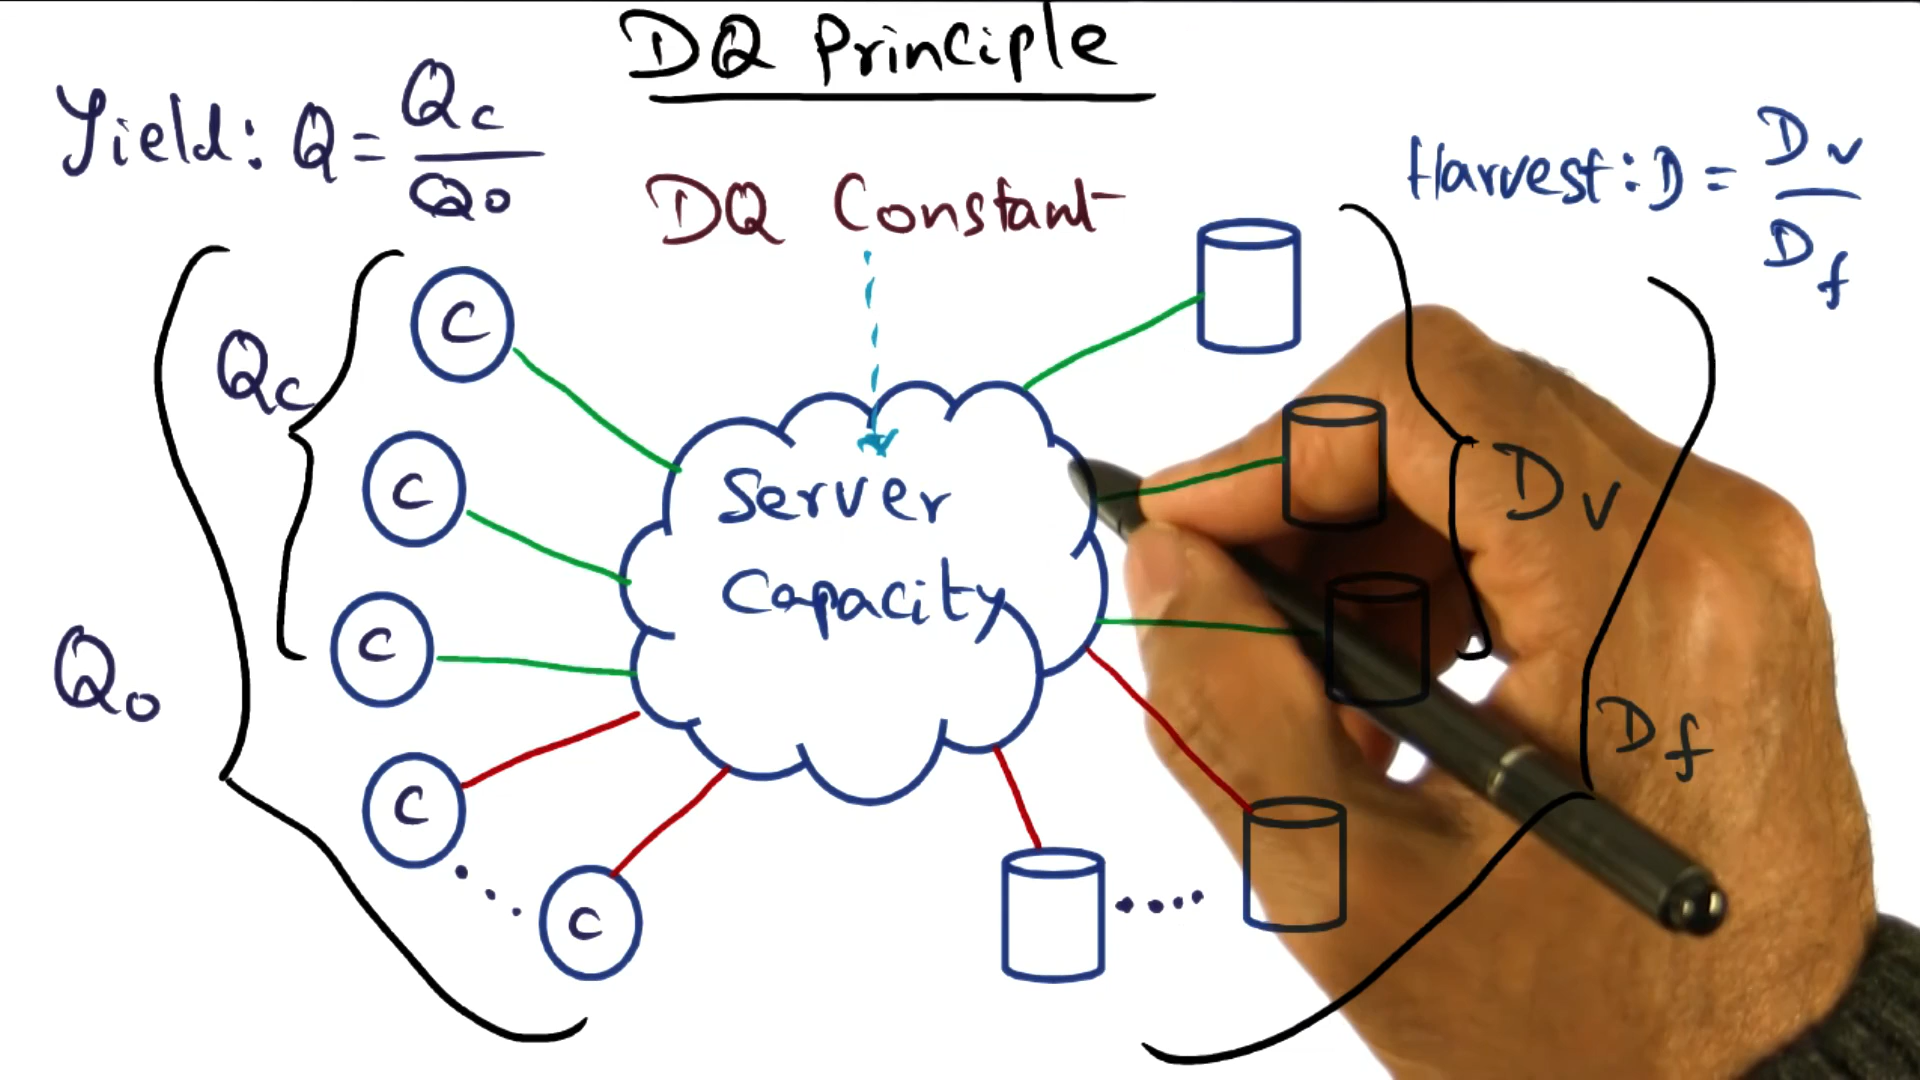 DQ Principle
Yield: Q = Qc / Qo
Harvest: D = Dv / Df
DQ Constant
Qc
Qo
C
C
C
C
C
Server
Capacity
Dv
Df